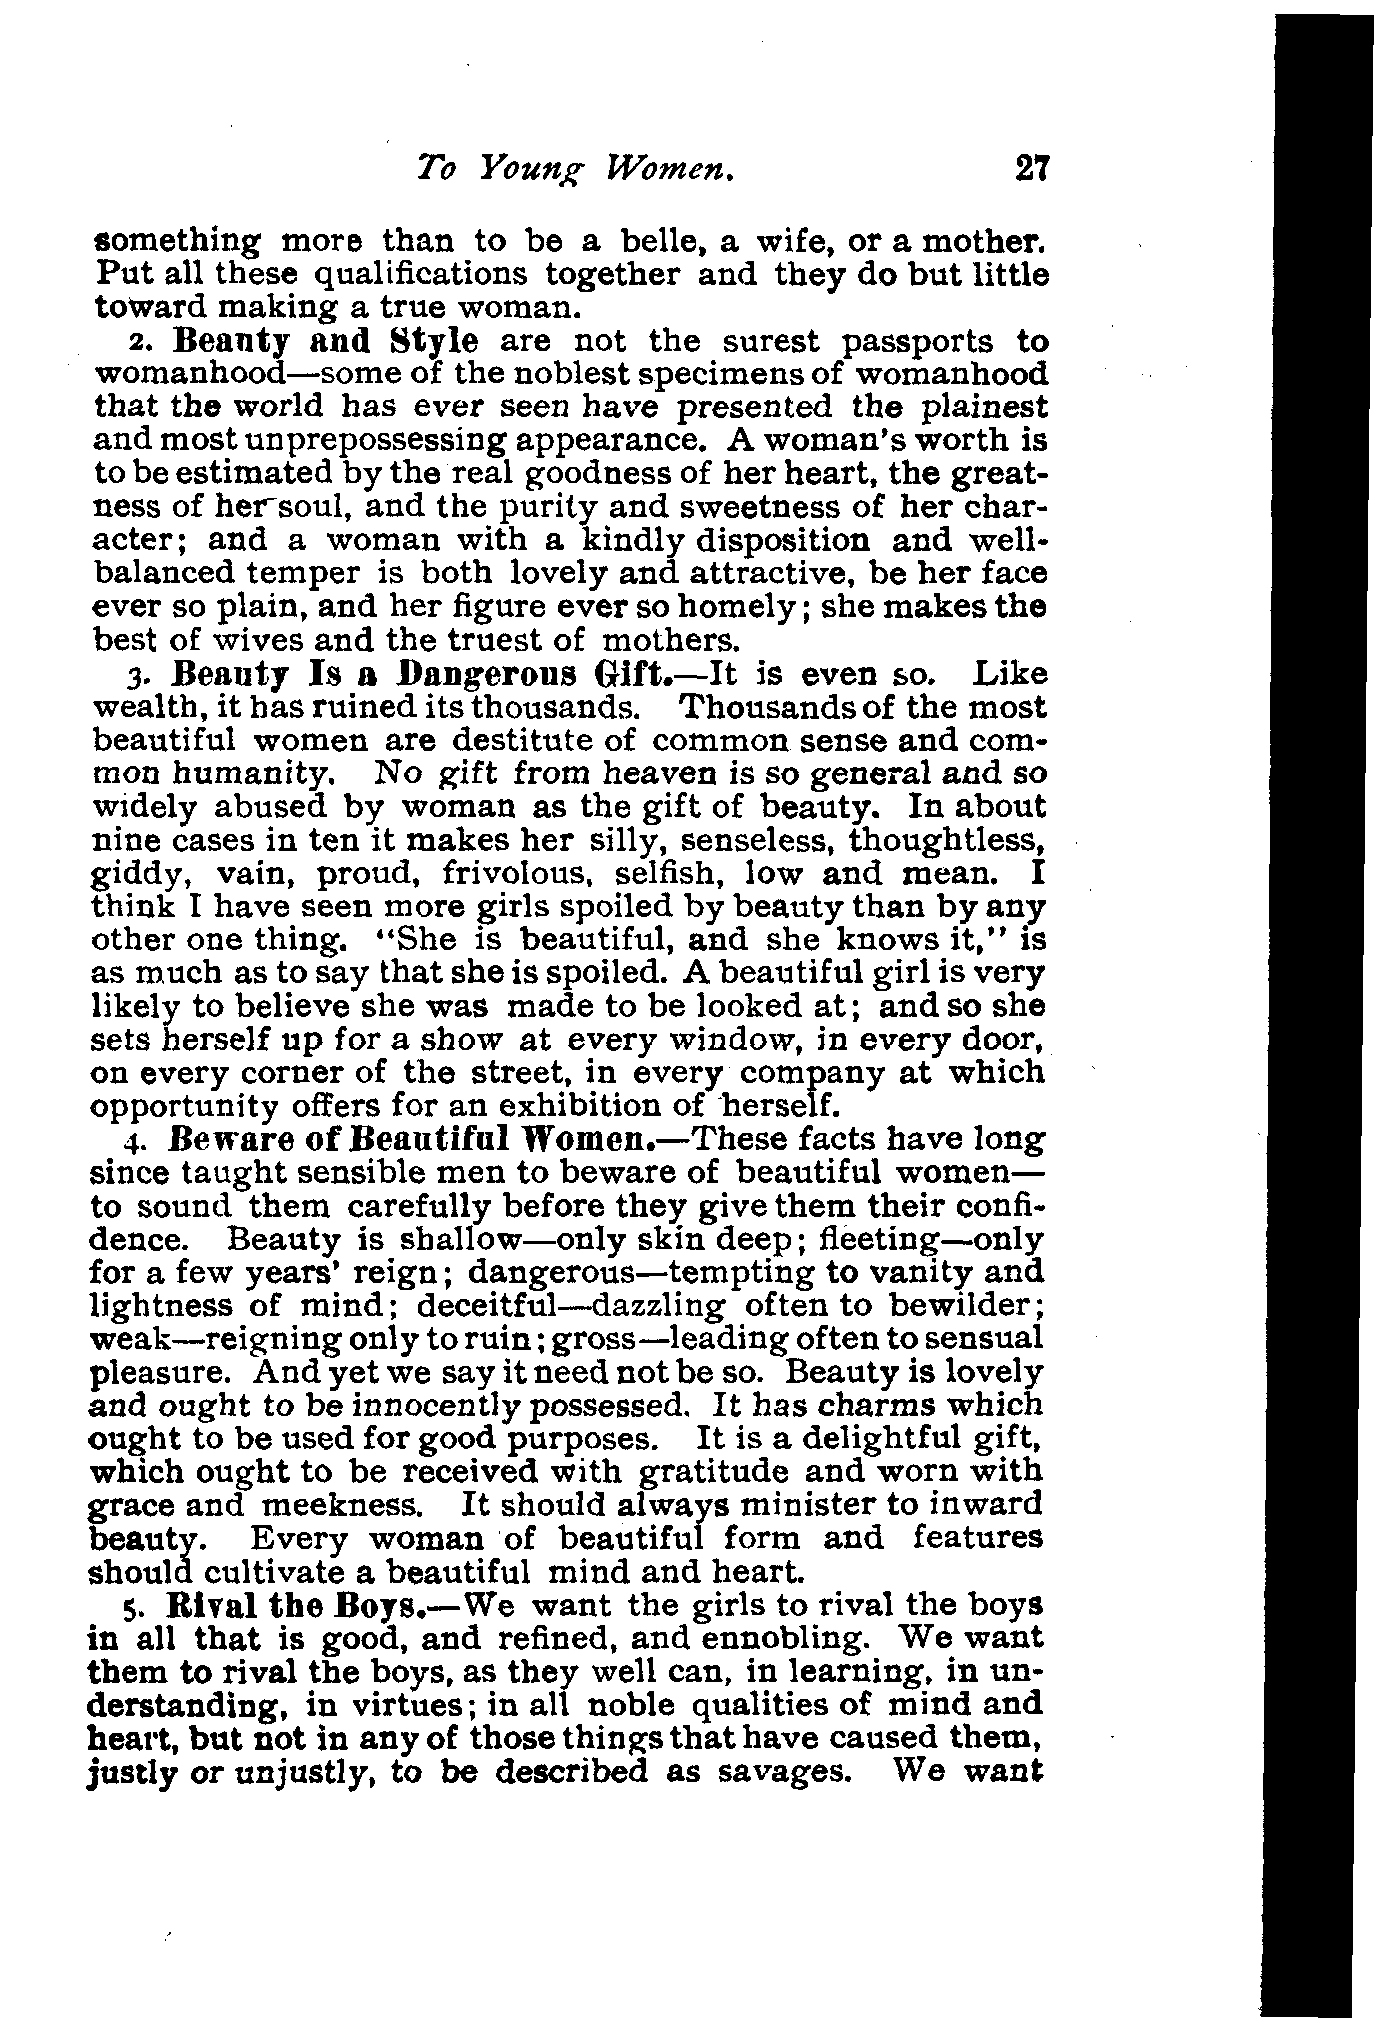 To Young Women. 27
something more than to be a belle, a wife, or a mother.
Put all these qualifications together and they do but little
toward making a true woman.
2. Beauty and Style are not the surest passports to
womanhood—some of the noblest specimens of womanhood
that the world has ever seen have presented the plainest
and most unprepossessing appearance. A woman's worth is
to be estimated by the real goodness of her heart, the great-
ness of her soul, and the purity and sweetness of her char-
acter; and a woman with a kindly disposition and well-
balanced temper is both lovely and attractive, be her face
ever so plain, and her figure ever so homely; she makes the
best of wives and the truest of mothers.
3. Beauty Is a Dangerous Gift.—It is even so. Like
wealth, it has ruined its thousands. Thousands of the most
beautiful women are destitute of common sense and com-
mon humanity. No gift from heaven is so general and so
widely abused by woman as the gift of beauty. In about
nine cases in ten it makes her silly, senseless, thoughtless,
giddy, vain, proud, frivolous, selfish, low and mean. I
think I have seen more girls spoiled by beauty than by any
other one thing. "She is beautiful, and she knows it," is
as much as to say that she is spoiled. A beautiful girl is very
likely to believe she was made to be looked at; and so she
sets herself up for a show at every window, in every door,
on every corner of the street, in every company at which
opportunity offers for an exhibition of herself.
4. Beware of Beautiful Women.—These facts have long
since taught sensible men to beware of beautiful women—
to sound them carefully before they give them their confi-
dence. Beauty is shallow—only skin deep; fleeting—only
for a few years' reign; dangerous—tempting to vanity and
lightness of mind; deceitful—dazzling often to bewilder;
weak—reigning only to ruin; gross—leading often to sensual
pleasure. And yet we say it need not be so. Beauty is lovely
and ought to be innocently possessed. It has charms which
ought to be used for good purposes. It is a delightful gift,
which ought to be received with gratitude and worn with
grace and meekness. It should always minister to inward
beauty. Every woman of beautiful form and features
should cultivate a beautiful mind and heart.
5. Rival the Boys.—We want the girls to rival the boys
in all that is good, and refined, and ennobling. We want
them to rival the boys, as they well can, in learning, in un-
derstanding, in virtues; in all noble qualities of mind and
heart, but not in any of those things that have caused them,
justly or unjustly, to be described as savages. We want